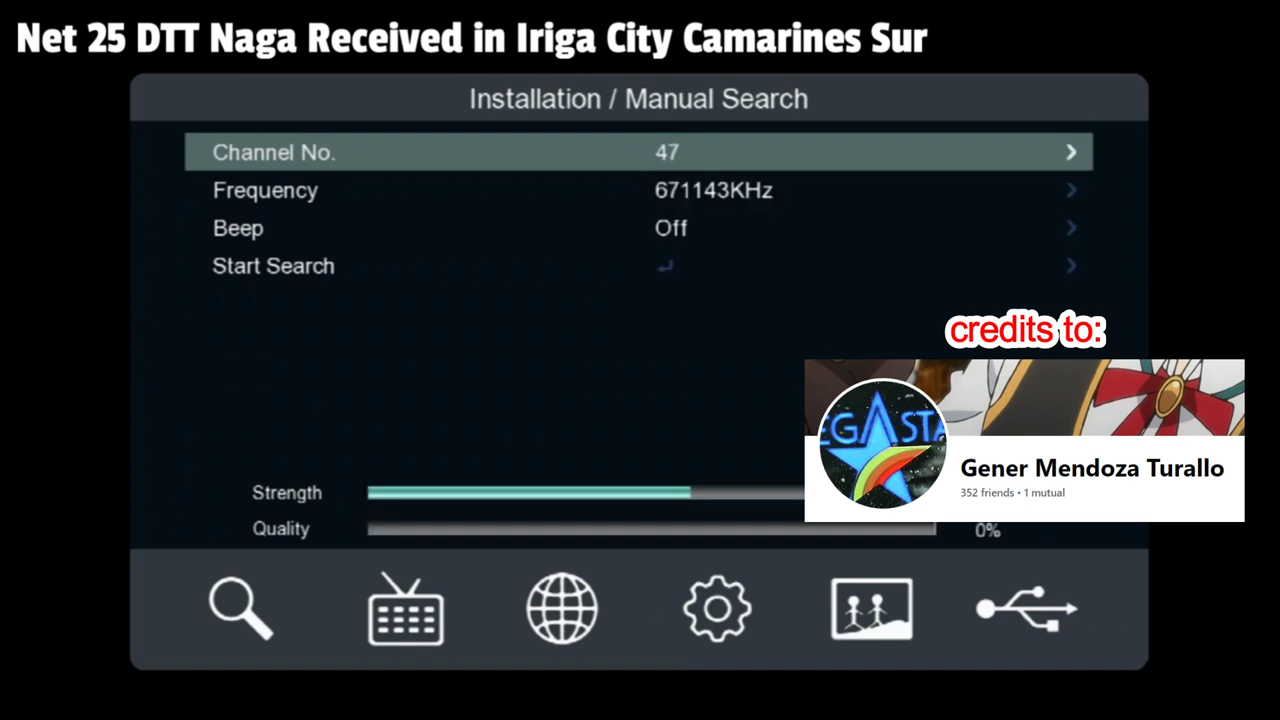 Net 25 DTT Naga Received in Iriga City Camarines Sur
Installation / Manual Search
Channel No. 47
Frequency 671143KHz
Beep Off
Start Search
credits to:
EGASTA
Gener Mendoza Turallo
352 friends • 1 mutual
Strength
Quality 0%